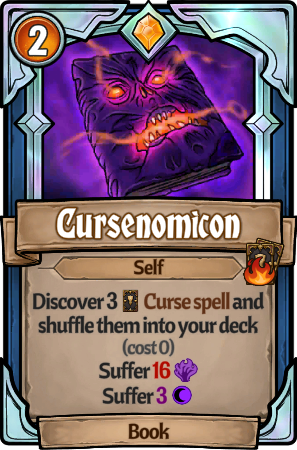 2
Cursenomicon
Self
Discover 3 Curse spell and
shuffle them into your deck
(cost 0)
Suffer 16
Suffer 3
Book